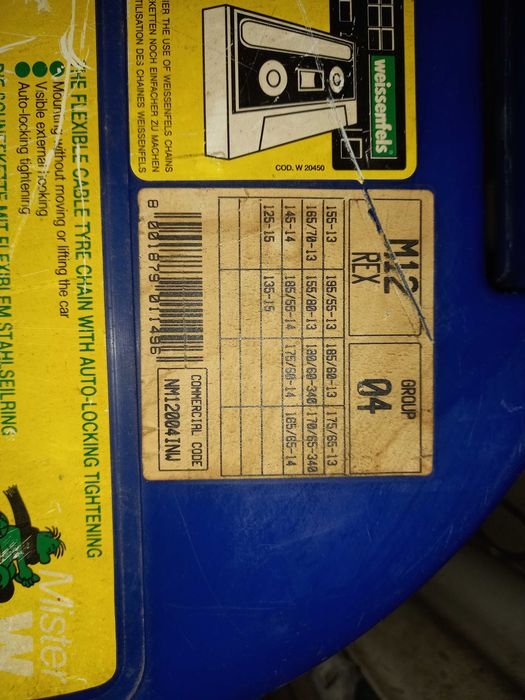 weissenfels®
COD. W 20450
THE USE OF WEISSENFELS CHAINS
NOCH EINFACHER ZU MACHEN
DES CHAINES WEISSENFELS
M12
REX
GROUP
04
155-13 195/55-13 185/60-13 175/65-13
165/70-13 155/80-13 180/60-340 170/65-340
145-14 185/55-14 175/60-14 165/65-14
125-15 135-15
8 001879 011496
COMMERCIAL CODE
NM12004INW
THE FLEXIBLE CABLE TYRE CHAIN WITH AUTO-LOCKING TIGHTENING
Mounting without moving or lifting the car
Visible external hooking
Auto-locking tightening
MIT FLEXIBLEM STAHLSEILRING
Mister
W